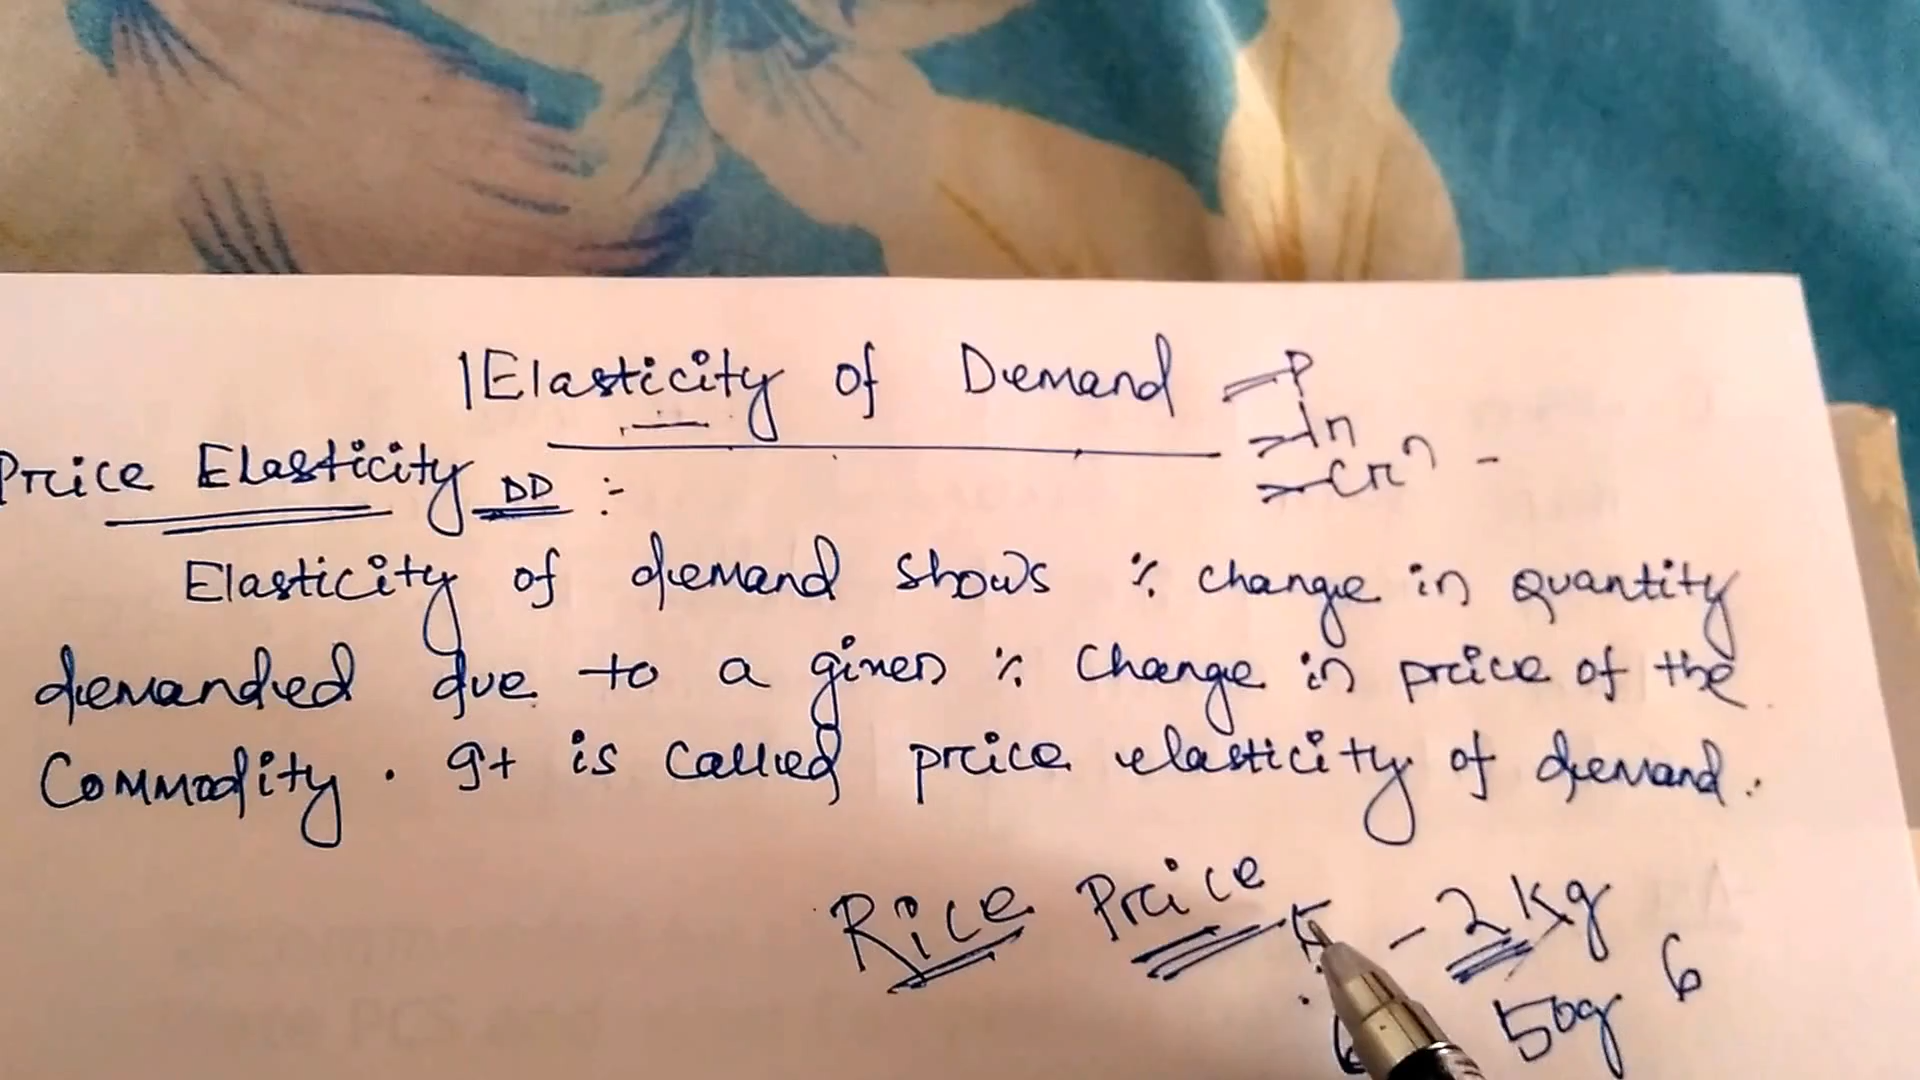 Elasticity of Demand
P
In
Crn -
Price Elasticity DD :-
Elasticity of demand shows % change in quantity
demanded due to a given % change in price of the
Commodity. It is called price elasticity of demand.
Rice Price 5 - 2 kg
6 50g 6